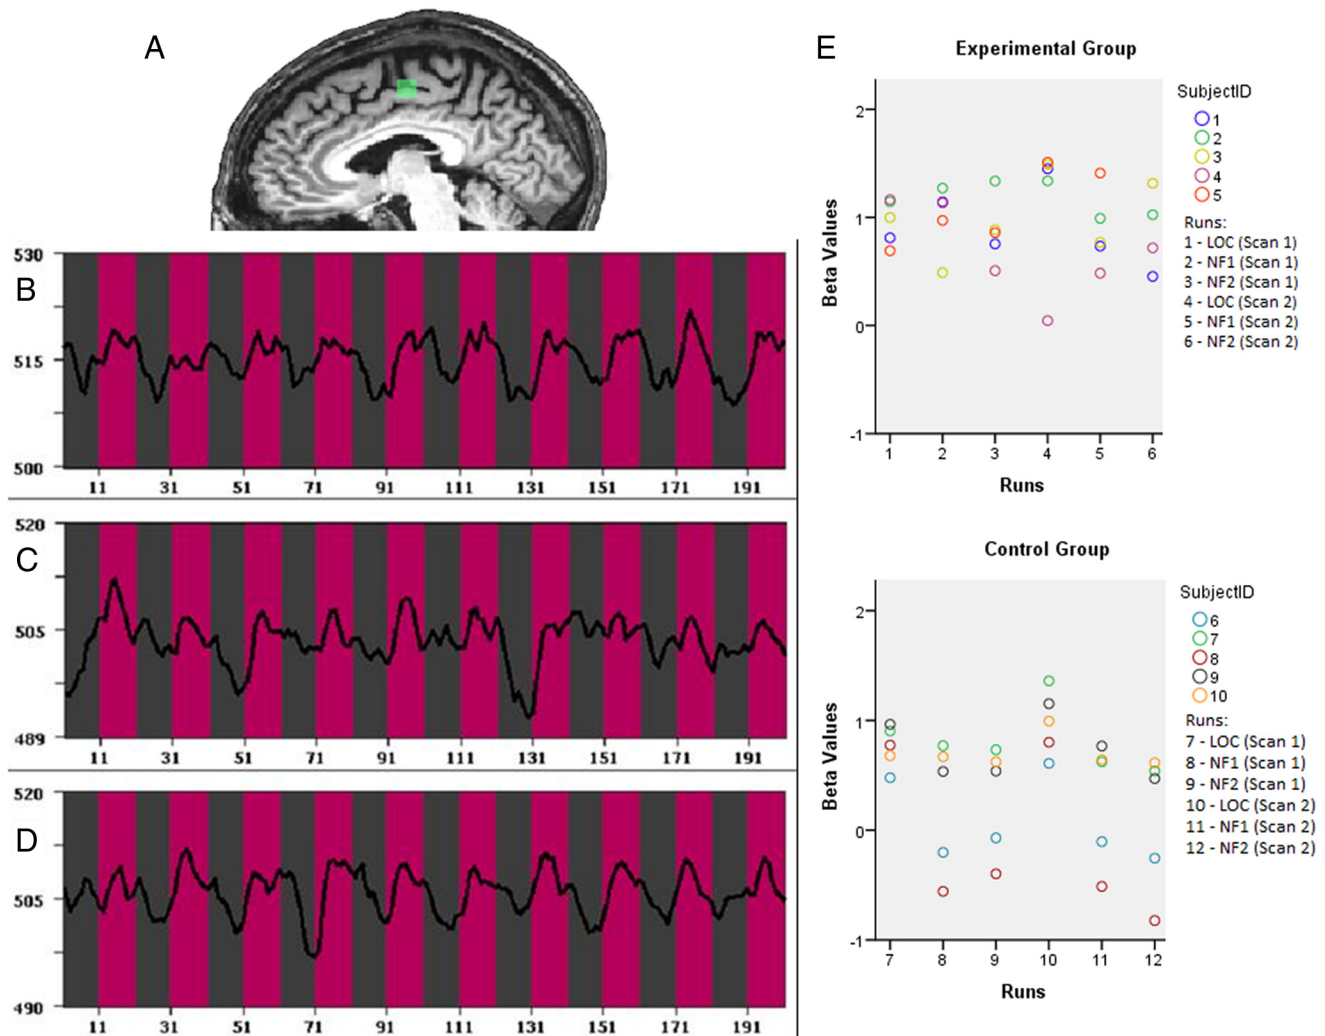 A
B
530
515
500
11 31 51 71 91 111 131 151 171 191
C
520
505
489
11 31 51 71 91 111 131 151 171 191
D
520
505
490
11 31 51 71 91 111 131 151 171 191
E
Experimental Group
Beta Values
2
1
0
-1
1 2 3 4 5 6
Runs
SubjectID
1
2
3
4
5
Runs:
1 - LOC (Scan 1)
2 - NF1 (Scan 1)
3 - NF2 (Scan 1)
4 - LOC (Scan 2)
5 - NF1 (Scan 2)
6 - NF2 (Scan 2)
Control Group
Beta Values
2
1
0
-1
7 8 9 10 11 12
Runs
SubjectID
6
7
8
9
10
Runs:
7 - LOC (Scan 1)
8 - NF1 (Scan 1)
9 - NF2 (Scan 1)
10 - LOC (Scan 2)
11 - NF1 (Scan 2)
12 - NF2 (Scan 2)